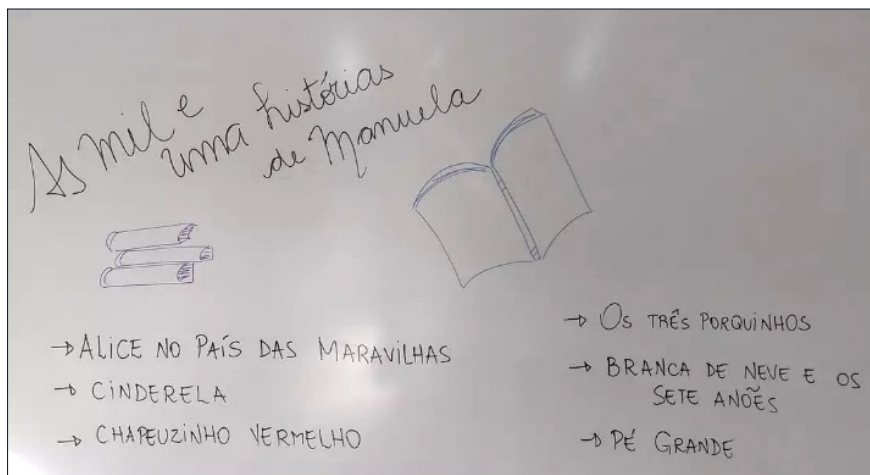 As mil e
uma histórias
de Manuela
→ ALICE NO PAÍS DAS MARAVILHAS
→ CINDERELA
→ CHAPEUZINHO VERMELHO
→ OS TRÊS PORQUINHOS
→ BRANCA DE NEVE E OS
SETE ANÕES
→ PÉ GRANDE